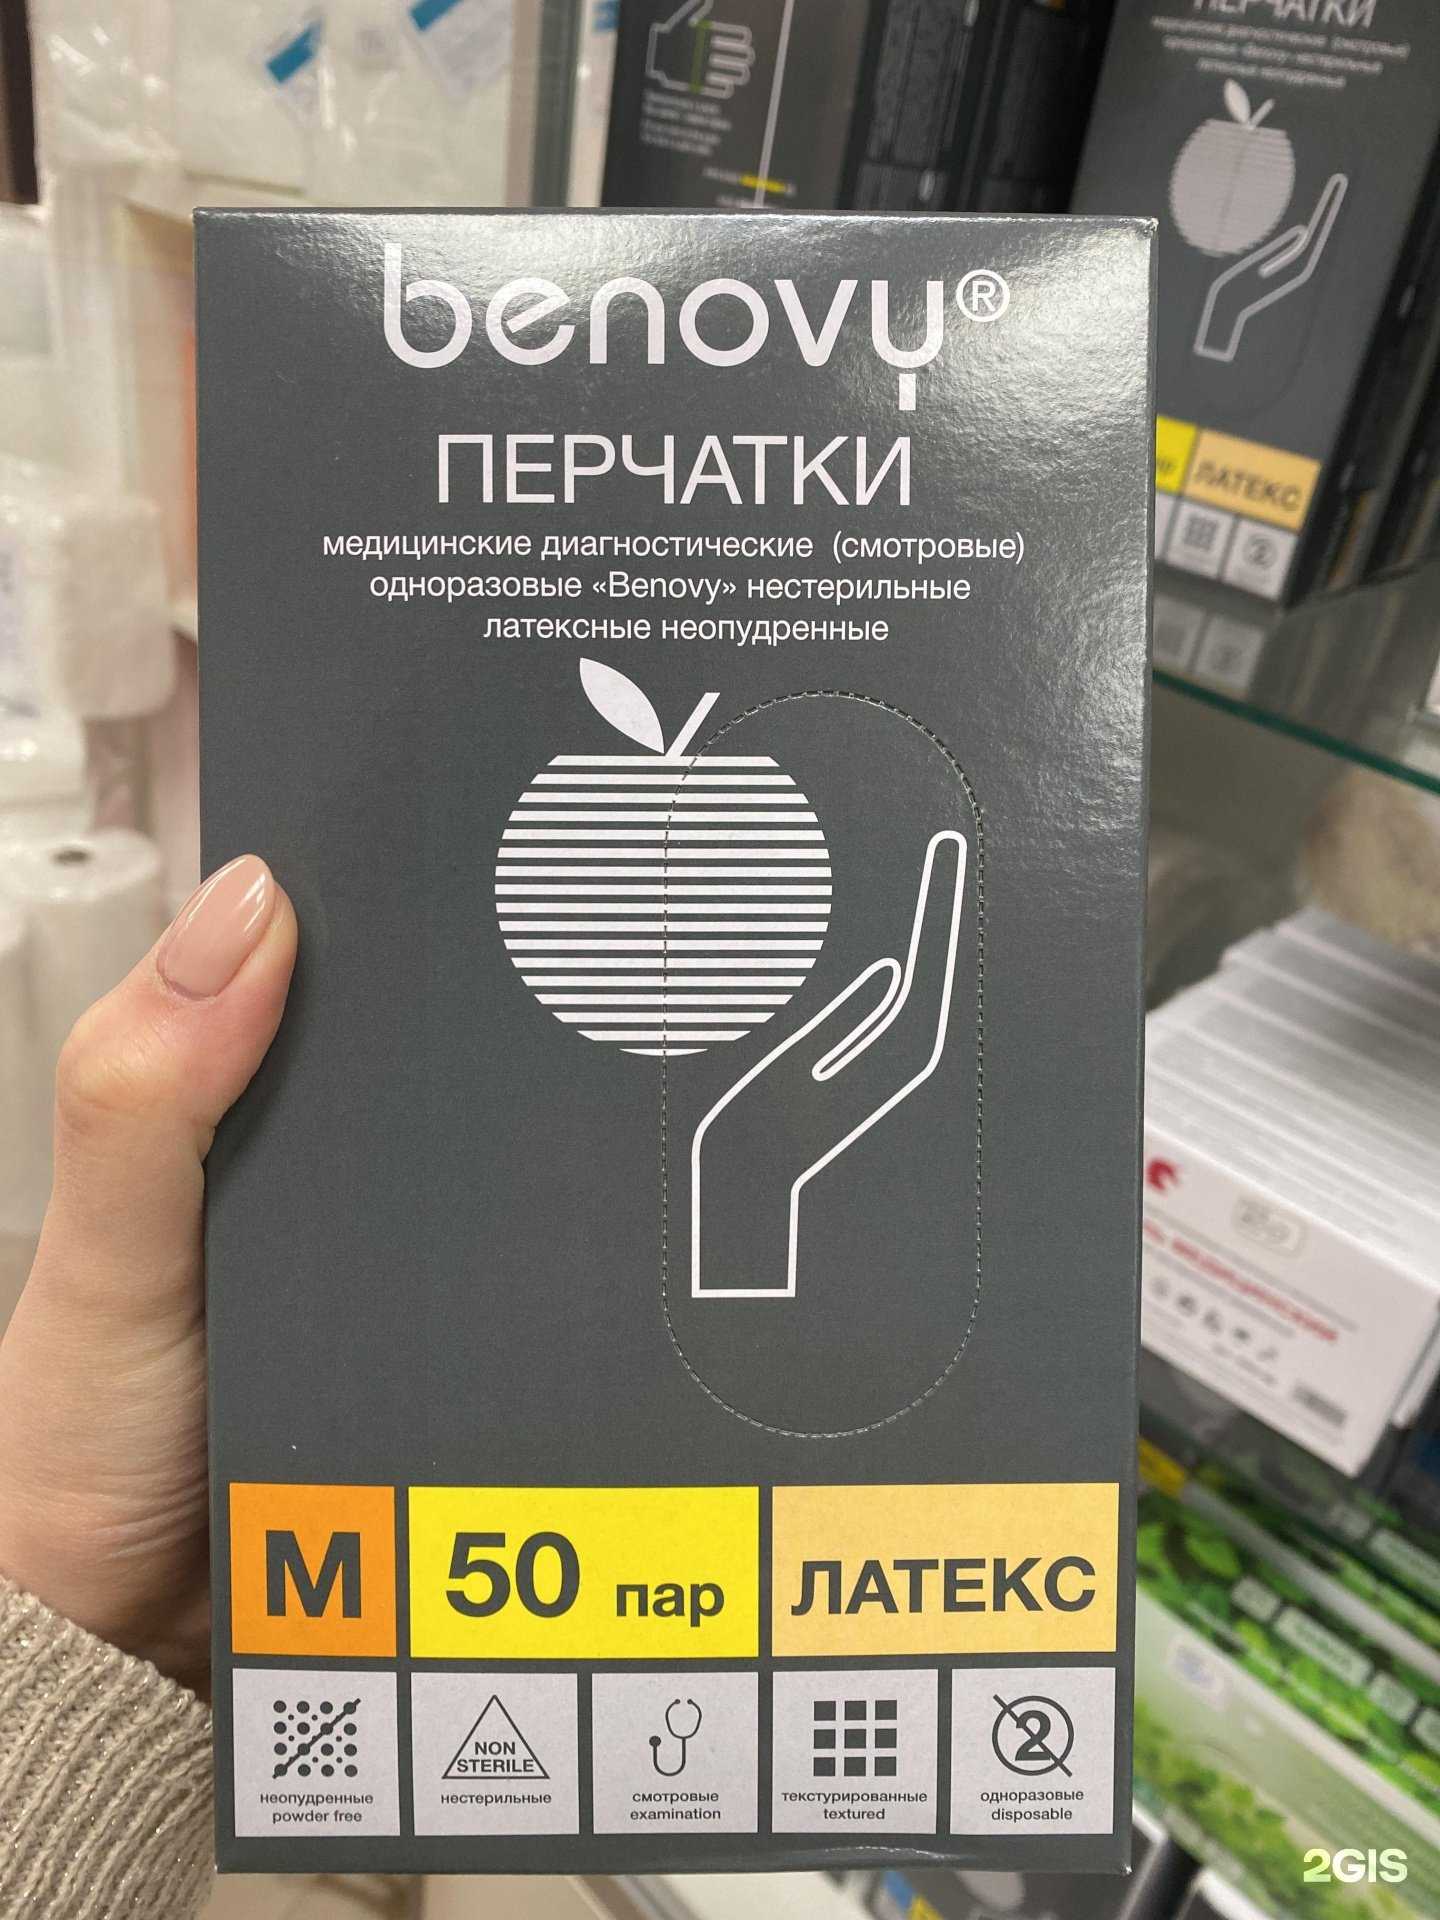 benovy®
ПЕРЧАТКИ
медицинские диагностические (смотровые)
одноразовые «Benovy» нестерильные
латексные неопудренные
M
50 пар
ЛАТЕКС
неопудренные
powder free
NON
STERILE
нестерильные
смотровые
examination
текстурированные
textured
2
одноразовые
disposable
ПЕРЧАТКИ
ЛАТЕКС
2
2GIS